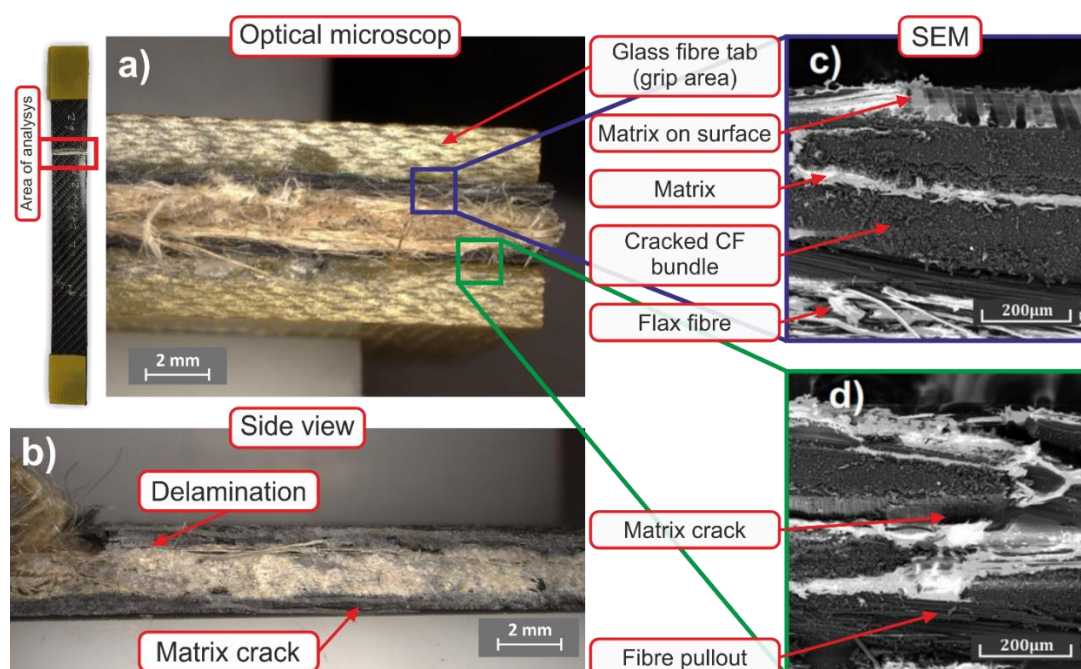 Optical microscop
SEM
a)
Glass fibre tab
(grip area)
c)
Area of analysys
Matrix on surface
Matrix
Cracked CF
bundle
Flax fibre
200µm
2 mm
Side view
b)
Delamination
Matrix crack
2 mm
d)
Matrix crack
Fibre pullout
200µm